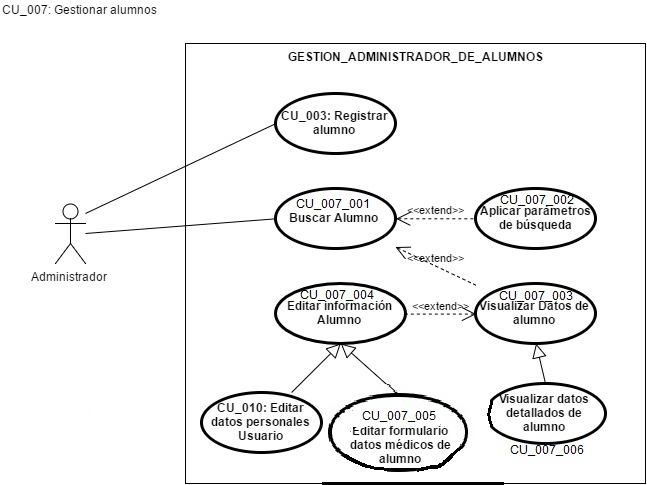 CU_007: Gestionar alumnos
GESTION_ADMINISTRADOR_DE_ALUMNOS
CU_003: Registrar
alumno
CU_007_001
Buscar Alumno
<<extend>>
CU_007_002
Aplicar parámetros
de búsqueda
Administrador
<<extend>>
CU_007_004
Editar información
Alumno
<<extend>>
CU_007_003
Visualizar Datos de
alumno
CU_010: Editar
datos personales
Usuario
CU_007_005
Editar formulario
datos médicos de
alumno
Visualizar datos
detallados de
alumno
CU_007_006